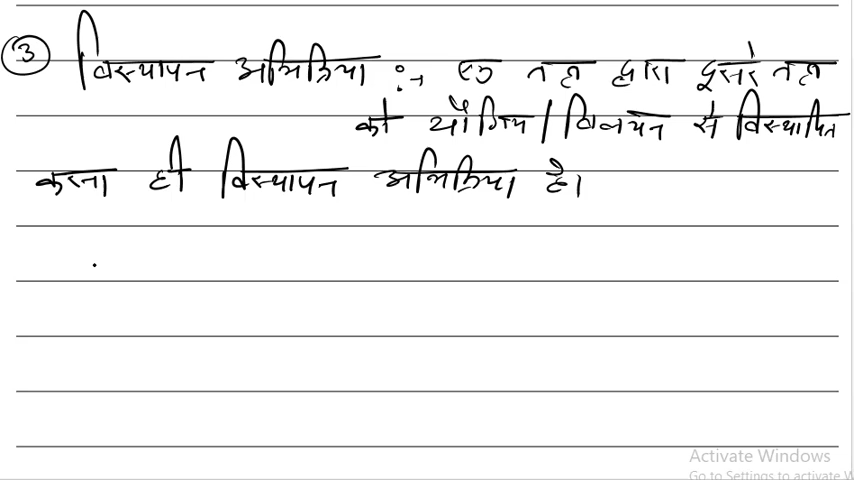 ③ विस्थापन अभिक्रिया :→ एक तत्व द्वारा दूसरे तत्व
को यौगिक / विलयन से विस्थापित
करना ही विस्थापन अभिक्रिया है।
Activate Windows
Go to Settings to activate W